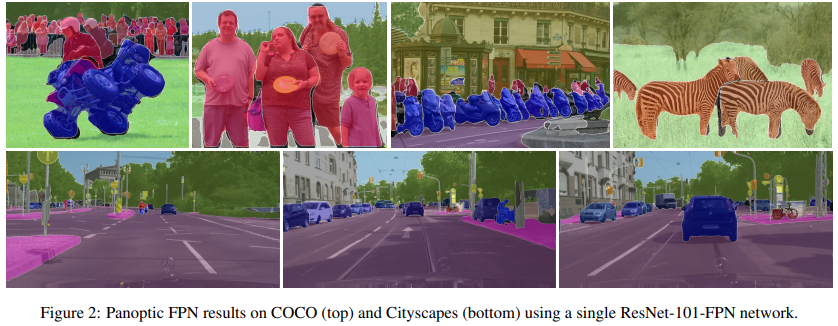 Figure 2: Panoptic FPN results on COCO (top) and Cityscapes (bottom) using a single ResNet-101-FPN network.